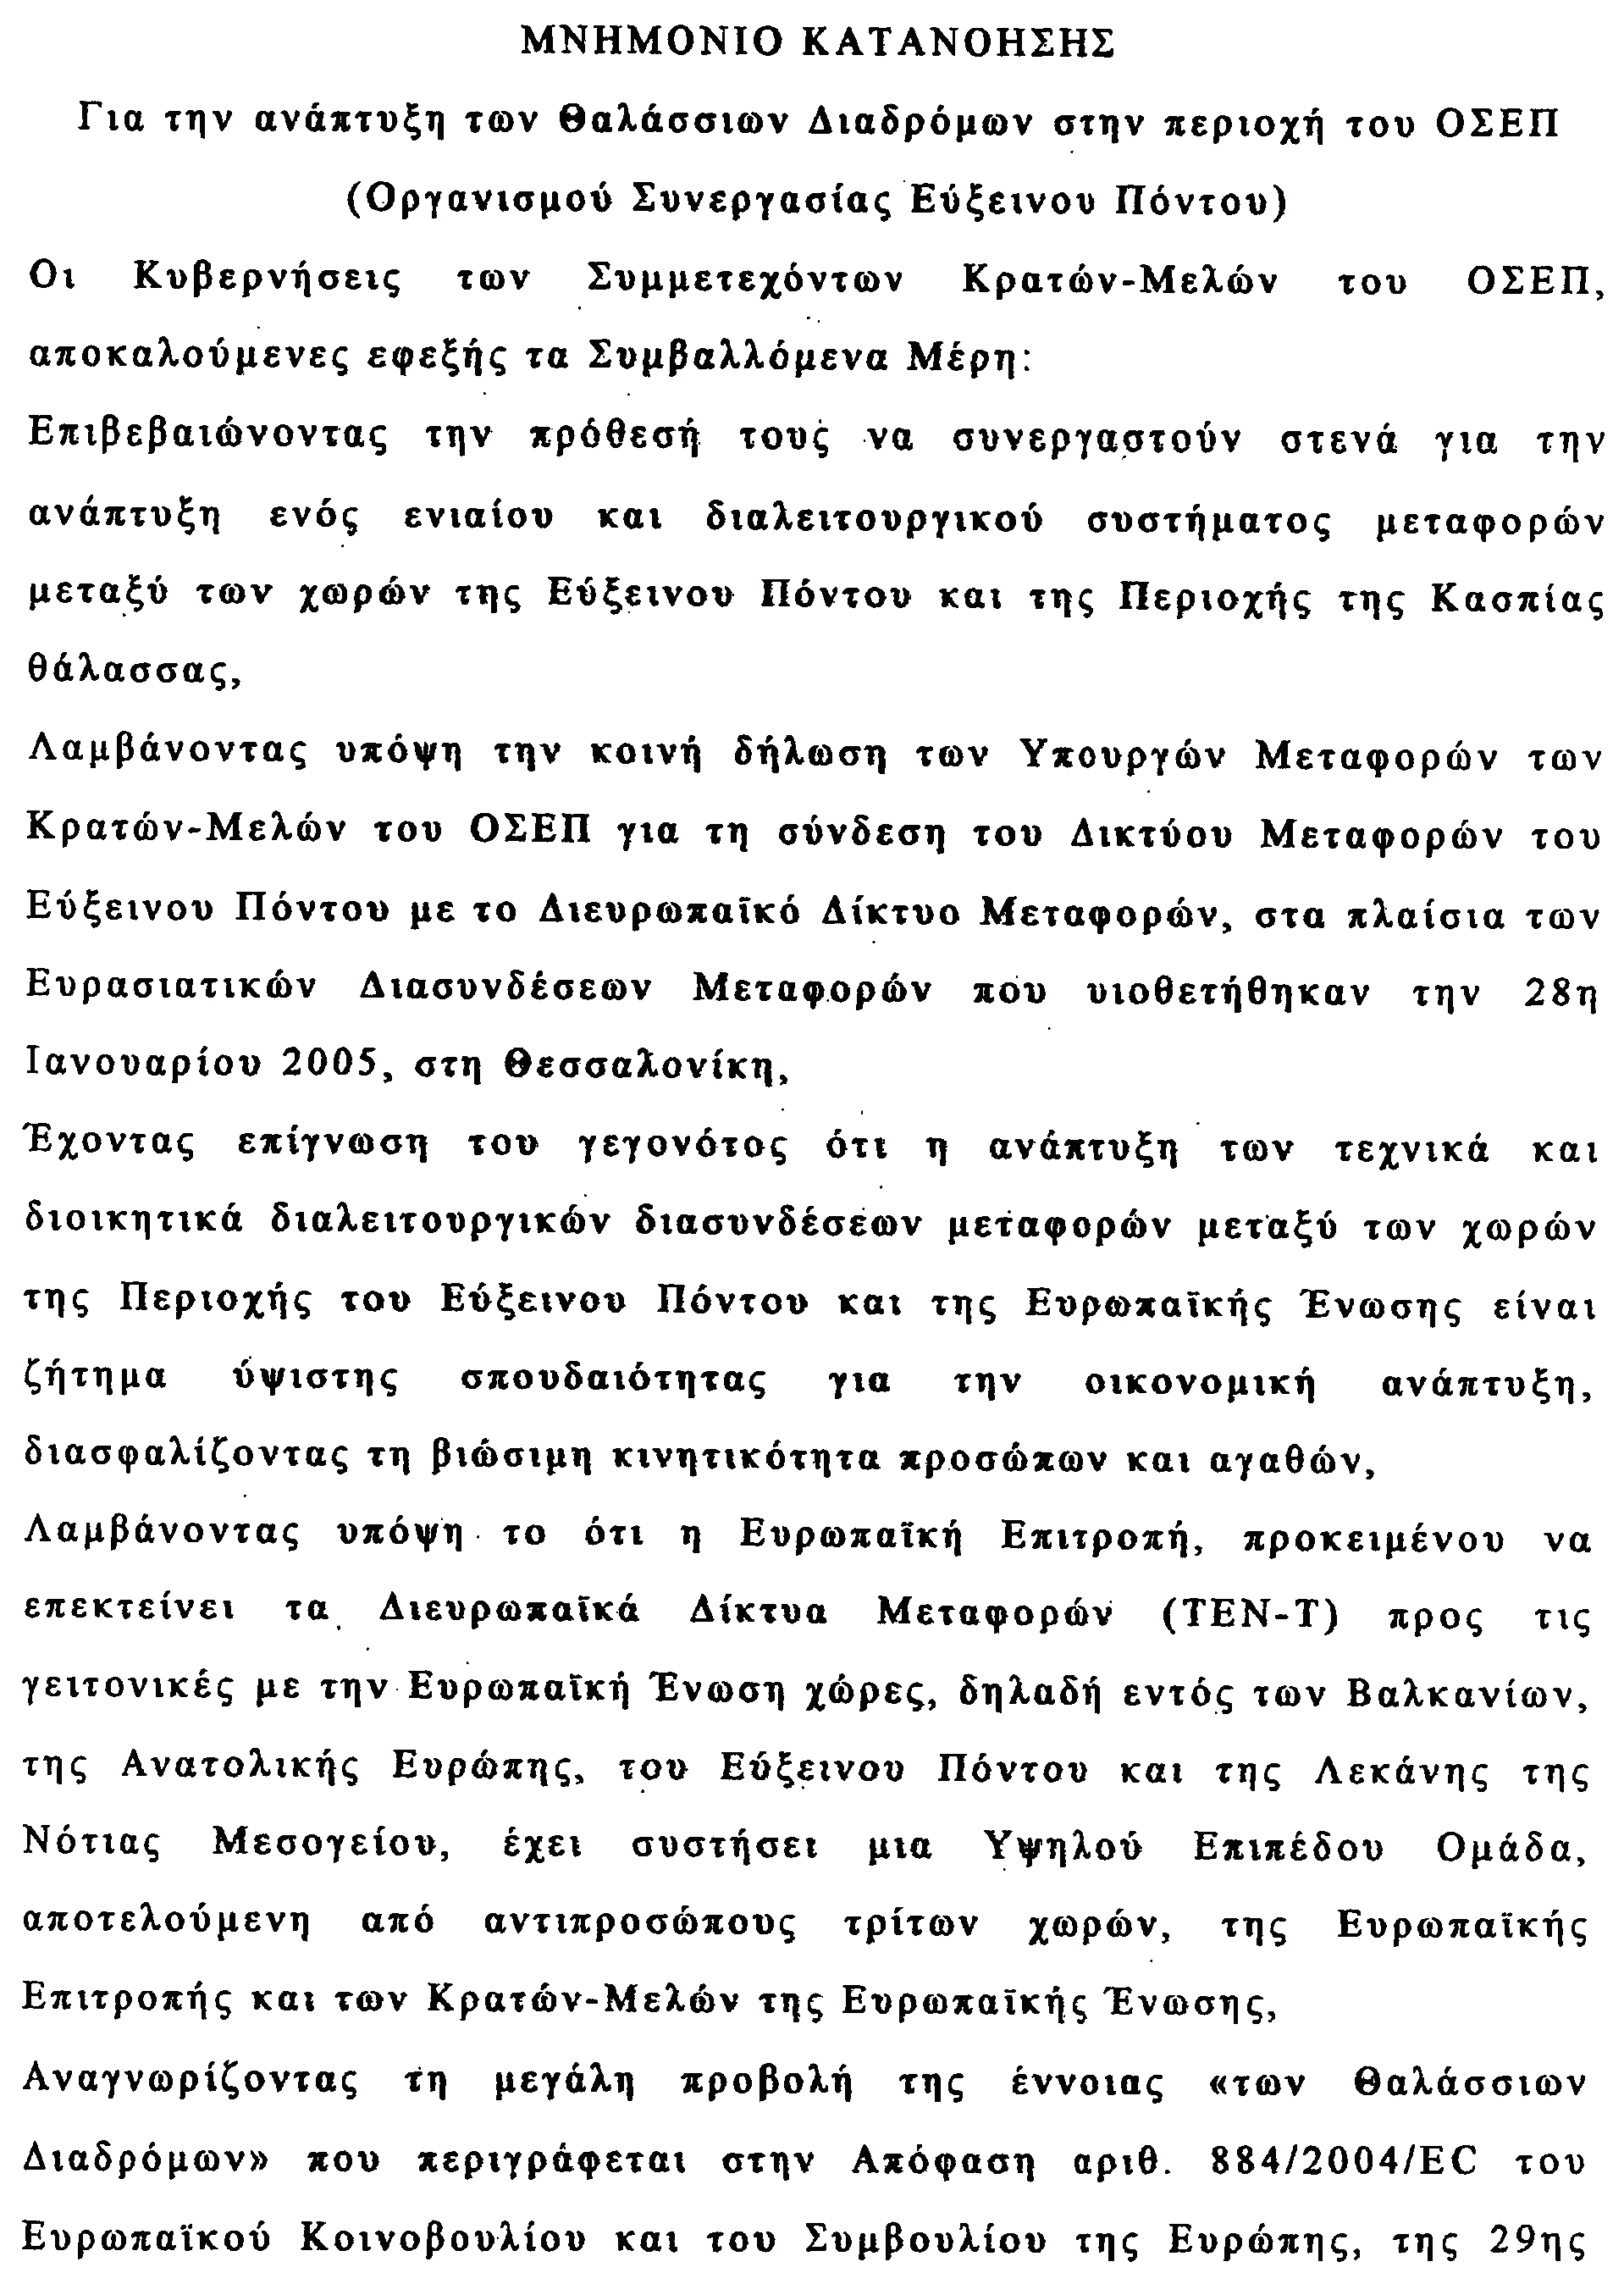 ΜΝΗΜΟΝΙΟ ΚΑΤΑΝΟΗΣΗΣ
Για την ανάπτυξη των Θαλάσσιων Διαδρόμων στην περιοχή του ΟΣΕΠ
(Οργανισμού Συνεργασίας Εύξεινου Πόντου)
Οι Κυβερνήσεις των Συμμετεχόντων Κρατών-Μελών του ΟΣΕΠ,
αποκαλούμενες εφεξής τα Συμβαλλόμενα Μέρη:
Επιβεβαιώνοντας την πρόθεσή τους να συνεργαστούν στενά για την
ανάπτυξη ενός ενιαίου και διαλειτουργικού συστήματος μεταφορών
μεταξύ των χωρών της Εύξεινου Πόντου και της Περιοχής της Κασπίας
θάλασσας,
Λαμβάνοντας υπόψη την κοινή δήλωση των Υπουργών Μεταφορών των
Κρατών-Μελών του ΟΣΕΠ για τη σύνδεση του Δικτύου Μεταφορών του
Εύξεινου Πόντου με το Διευρωπαϊκό Δίκτυο Μεταφορών, στα πλαίσια των
Ευρασιατικών Διασυνδέσεων Μεταφορών που υιοθετήθηκαν την 28η
Ιανουαρίου 2005, στη Θεσσαλονίκη,
Έχοντας επίγνωση του γεγονότος ότι η ανάπτυξη των τεχνικά και
διοικητικά διαλειτουργικών διασυνδέσεων μεταφορών μεταξύ των χωρών
της Περιοχής του Εύξεινου Πόντου και της Ευρωπαϊκής Ένωσης είναι
ζήτημα ύψιστης σπουδαιότητας για την οικονομική ανάπτυξη,
διασφαλίζοντας τη βιώσιμη κινητικότητα προσώπων και αγαθών,
Λαμβάνοντας υπόψη το ότι η Ευρωπαϊκή Επιτροπή, προκειμένου να
επεκτείνει τα Διευρωπαϊκά Δίκτυα Μεταφορών (TEN-T) προς τις
γειτονικές με την Ευρωπαϊκή Ένωση χώρες, δηλαδή εντός των Βαλκανίων,
της Ανατολικής Ευρώπης, του Εύξεινου Πόντου και της Λεκάνης της
Νότιας Μεσογείου, έχει συστήσει μια Υψηλού Επιπέδου Ομάδα,
αποτελούμενη από αντιπροσώπους τρίτων χωρών, της Ευρωπαϊκής
Επιτροπής και των Κρατών-Μελών της Ευρωπαϊκής Ένωσης,
Αναγνωρίζοντας τη μεγάλη προβολή της έννοιας «των Θαλάσσιων
Διαδρόμων» που περιγράφεται στην Απόφαση αριθ. 884/2004/EC του
Ευρωπαϊκού Κοινοβουλίου και του Συμβουλίου της Ευρώπης, της 29ης